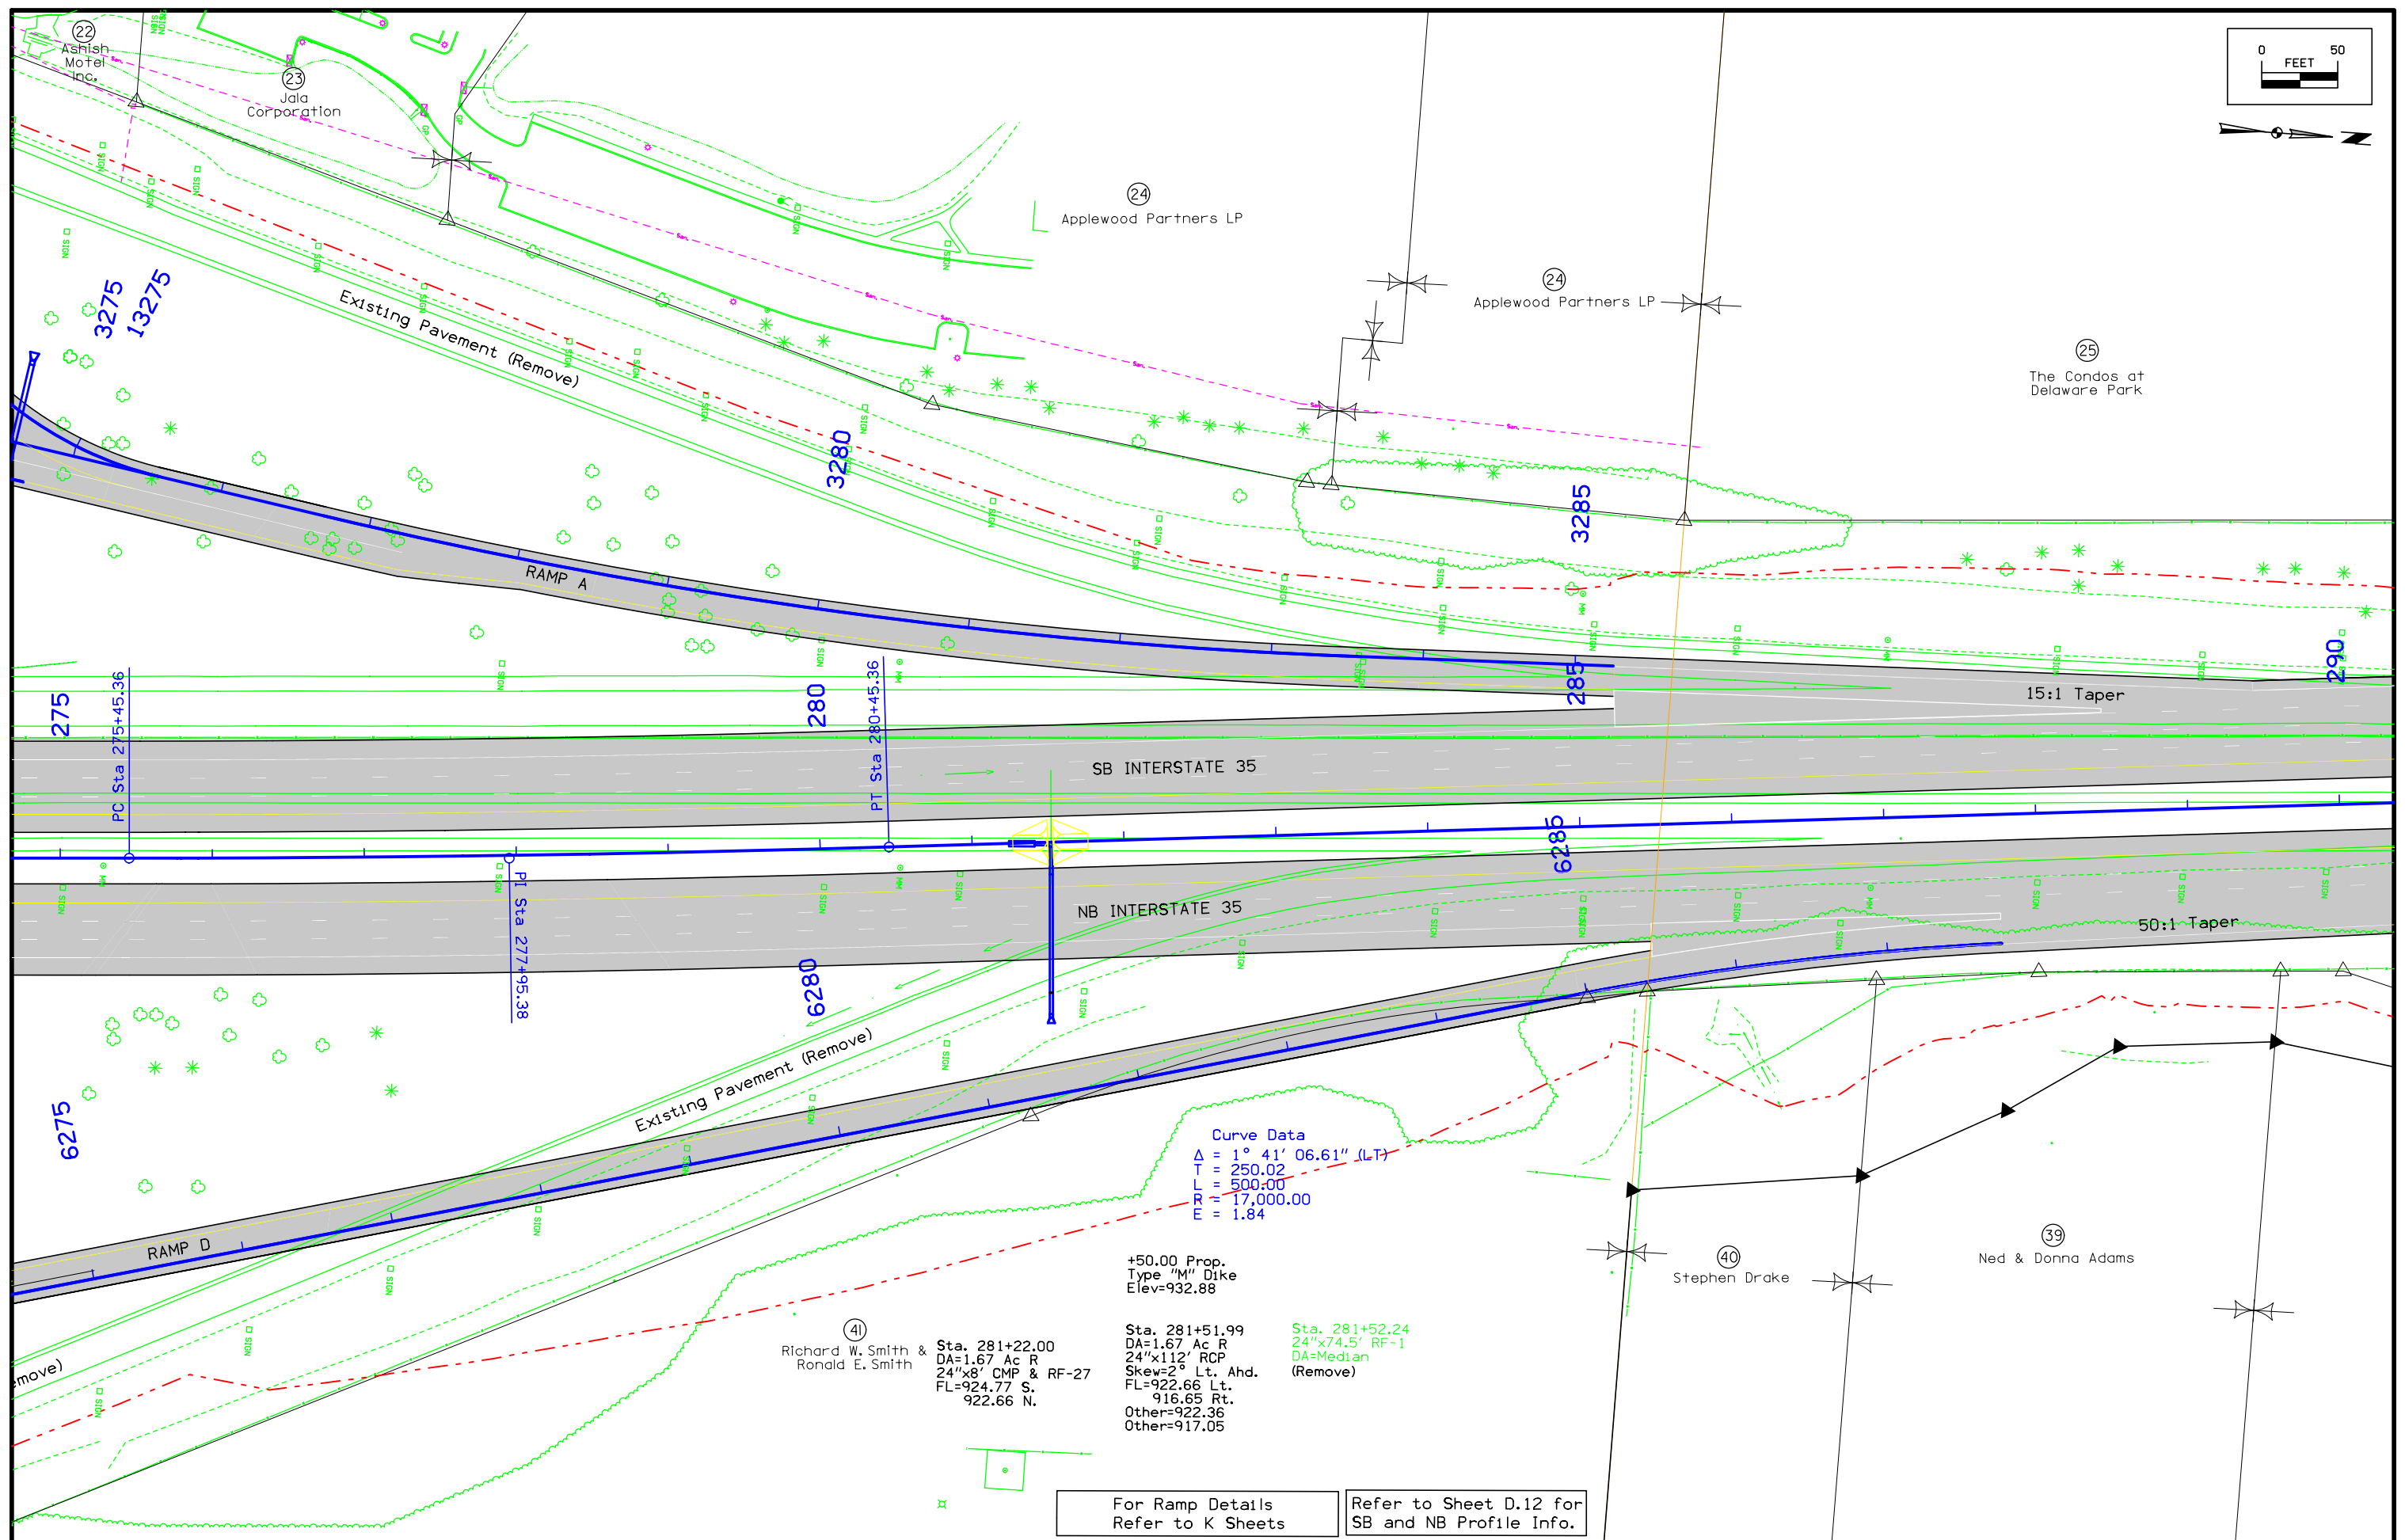 22
Ashish
Motel
Inc.
23
Jala
Corporation
24
Applewood Partners LP
24
Applewood Partners LP
25
The Condos at
Delaware Park
0 50
FEET
N
3275
13275
Existing Pavement (Remove)
3280
3285
RAMP A
275
PC Sta 275+45.36
280
PT Sta 280+45.36
285
290
15:1 Taper
SB INTERSTATE 35
PI Sta 277+95.38
NB INTERSTATE 35
6285
50:1 Taper
6280
6275
Existing Pavement (Remove)
RAMP D
emove)
Curve Data
Δ = 1° 41' 06.61" (LT)
T = 250.02
L = 500.00
R = 17,000.00
E = 1.84
+50.00 Prop.
Type "M" Dike
Elev=932.88
41
Richard W. Smith &
Ronald E. Smith
Sta. 281+22.00
DA=1.67 Ac R
24"x8' CMP & RF-27
FL=924.77 S.
922.66 N.
Sta. 281+51.99
DA=1.67 Ac R
24"x112' RCP
Skew=2° Lt. Ahd.
FL=922.66 Lt.
916.65 Rt.
Other=922.36
Other=917.05
Sta. 281+52.24
24"x74.5' RF-1
DA=Median
(Remove)
40
Stephen Drake
39
Ned & Donna Adams
For Ramp Details
Refer to K Sheets
Refer to Sheet D.12 for
SB and NB Profile Info.